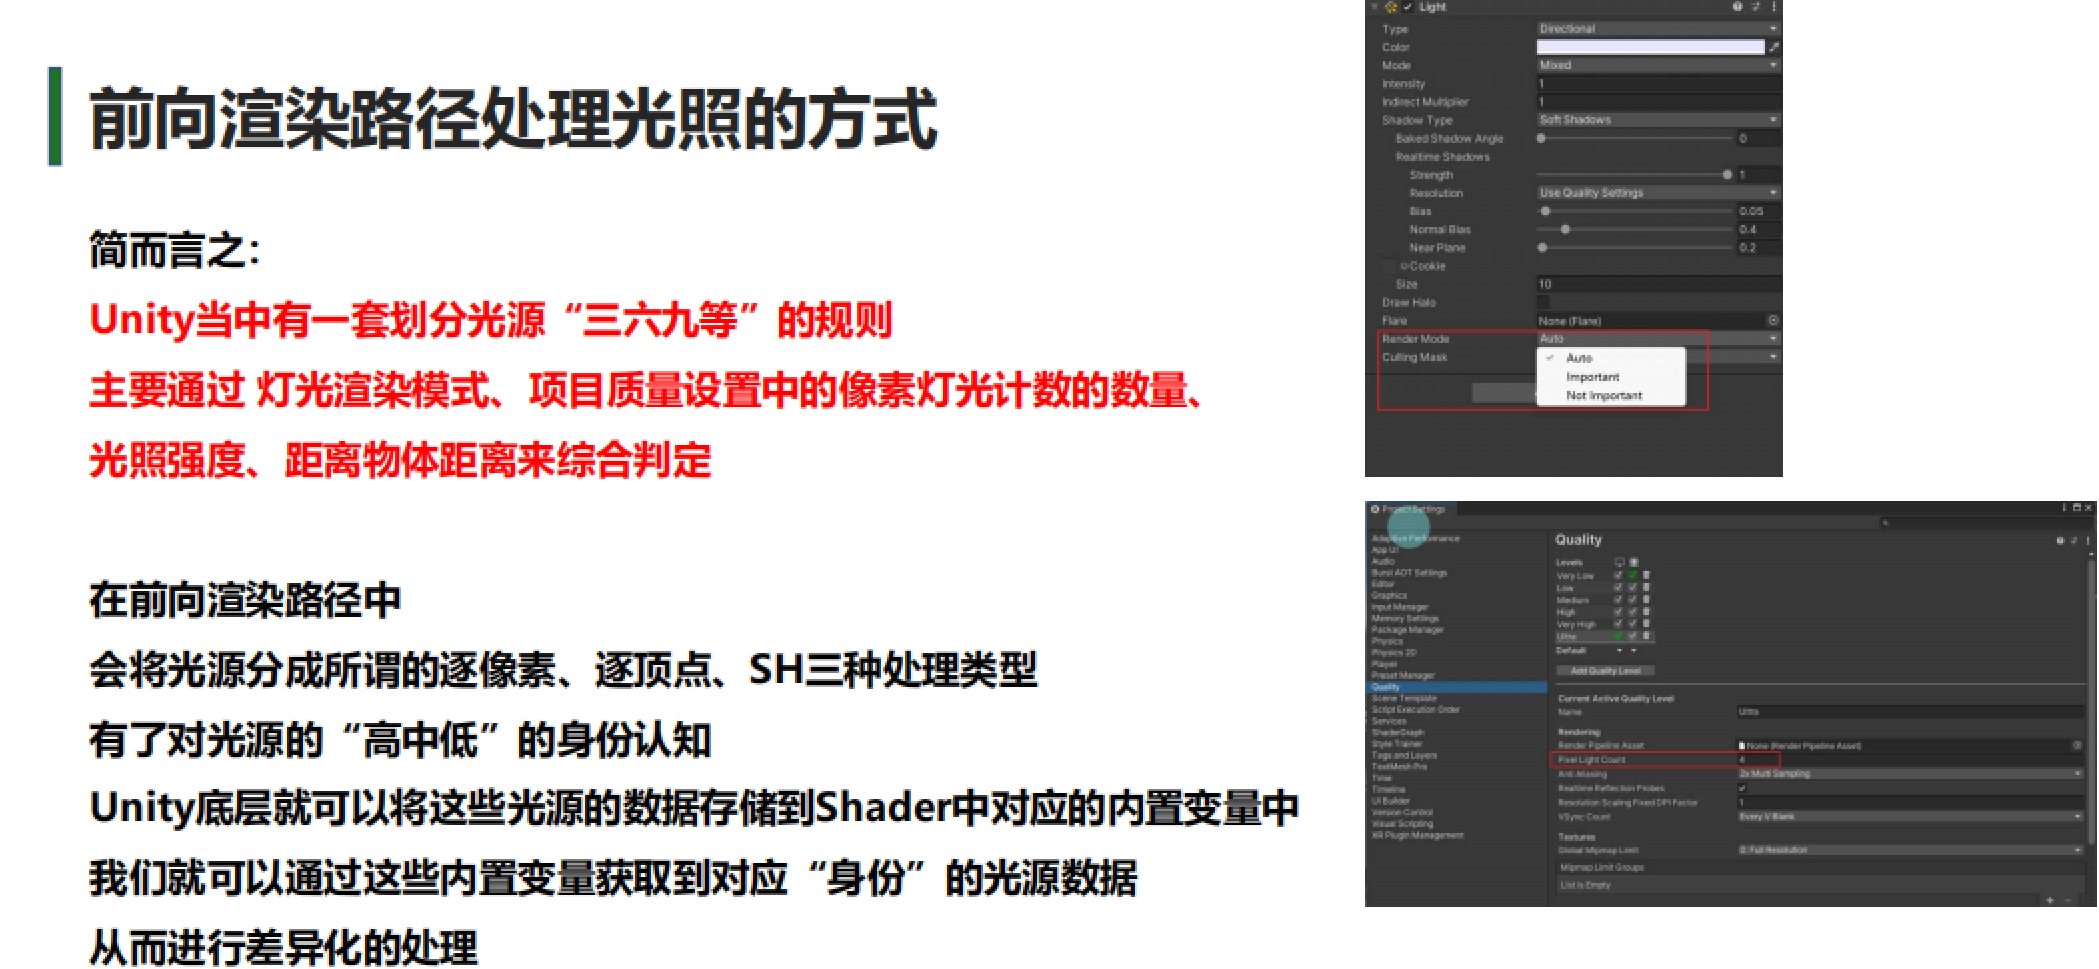 前向渲染路径处理光照的方式
简而言之：
Unity当中有一套划分光源“三六九等”的规则
主要通过 灯光渲染模式、项目质量设置中的像素灯光计数的数量、
光照强度、距离物体距离来综合判定
在前向渲染路径中
会将光源分成所谓的逐像素、逐顶点、SH三种处理类型
有了对光源的“高中低”的身份认知
Unity底层就可以将这些光源的数据存储到Shader中对应的内置变量中
我们就可以通过这些内置变量获取到对应“身份”的光源数据
从而进行差异化的处理
Light
Type Directional
Color
Mode Mixed
Intensity 1
Indirect Multiplier 1
Shadow Type Soft Shadows
Baked Shadow Angle 0
Realtime Shadows
Strength 1
Resolution Use Quality Settings
Bias 0.05
Normal Bias 0.4
Near Plane 0.2
Cookie
Size 10
Draw Halo
Flare None (Flare)
Render Mode Auto
Culling Mask
Auto
Important
Not Important
Project Settings
Adaptive Performance
App UI
Audio
Burst AOT Settings
Editor
Graphics
Input Manager
Memory Settings
Package Manager
Physics
Physics 2D
Player
Preset Manager
Quality
Scene Template
Script Execution Order
Services
ShaderGraph
Style Trainer
Tags and Layers
TextMesh Pro
Time
Timeline
UI Builder
Version Control
Visual Scripting
XR Plugin Management
Quality
Levels
Very Low
Low
Medium
High
Very High
Ultra
Default
Add Quality Level
Current Active Quality Level
Name Ultra
Rendering
Render Pipeline Asset None (Render Pipeline Asset)
Pixel Light Count 4
Anti Aliasing 2x Multi Sampling
Realtime Reflection Probes
Resolution Scaling Fixed DPI Factor 1
VSync Count Every V Blank
Textures
Global Mipmap Limit 0: Full Resolution
Mipmap Limit Groups
List is Empty